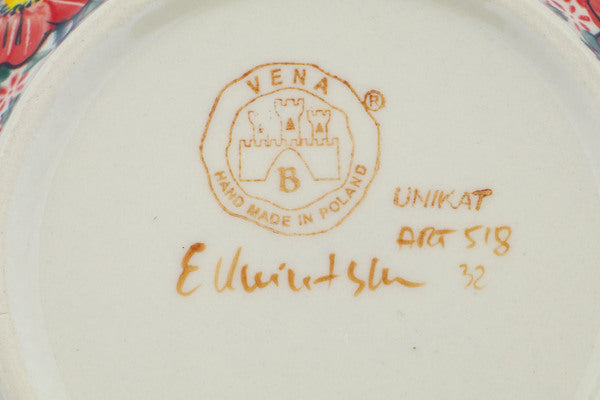 VENA
®
B
HAND MADE IN POLAND
UNIKAT
ART 518
32